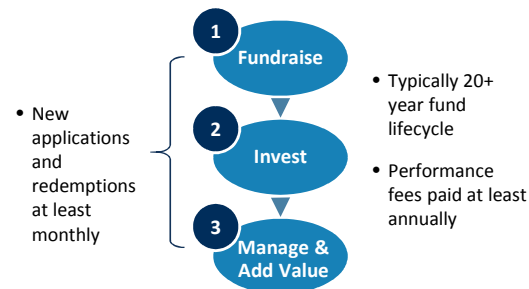 1
Fundraise
2
Invest
3
Manage &
Add Value
• New
applications
and
redemptions
at least
monthly
• Typically 20+
year fund
lifecycle
• Performance
fees paid at least
annually